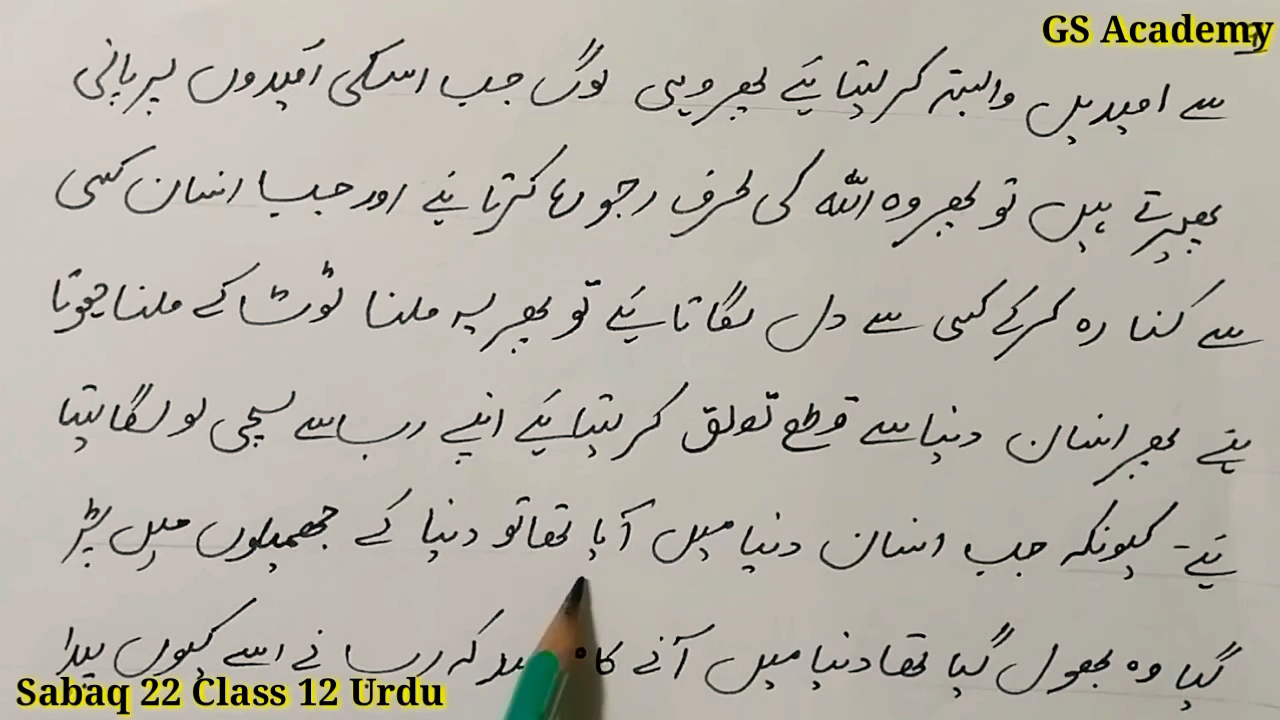 GS Academy
سے امیدیں وابستہ کر لیتا ہے پھر وہی لوگ جب اسکی امیدوں پر پانی
پھیرتے ہیں تو پھر وہ اللہ کی طرف رجوع کرتا ہے اور جب انسان کسی
سے کنارہ کرکے کسی سے دل لگاتا ہے تو پھر یہ ملنا ٹوٹ کے ملنا ہوتا
ہے پھر انسان دنیا سے قطع تعلق کر لیتا ہے اپنے رب سے سچی لو لگا لیتا
ہے۔ کیونکہ جب انسان دنیا میں آیا تھا تو دنیا کے جھمیلوں میں پڑ
گیا وہ بھول گیا تھا دنیا میں آنے کا کہ رب نے اسے کیوں پیدا
Sabaq 22 Class 12 Urdu